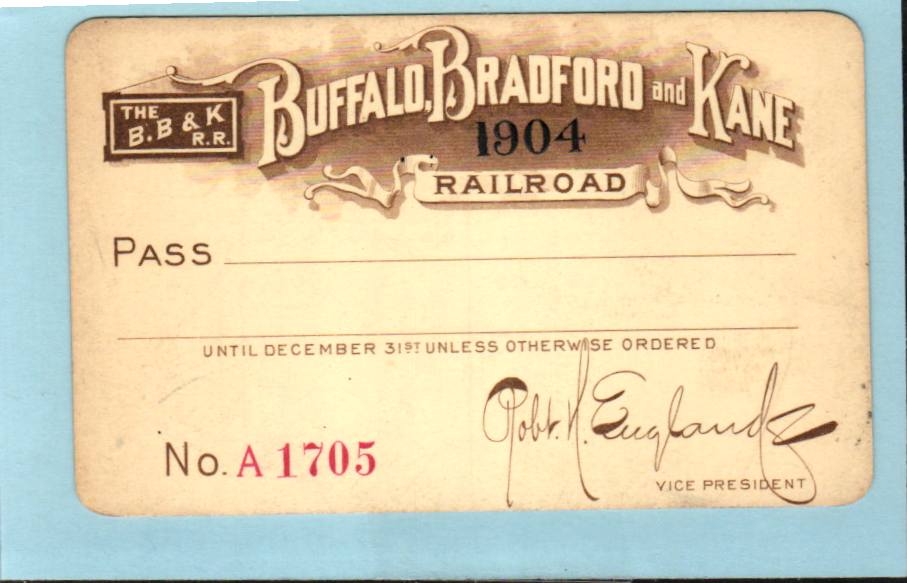 THE
B. B & K
R.R.
BUFFALO, BRADFORD and KANE
1904
RAILROAD
PASS
UNTIL DECEMBER 31ST UNLESS OTHERWISE ORDERED
Robt. H. England
No. A 1705
VICE PRESIDENT